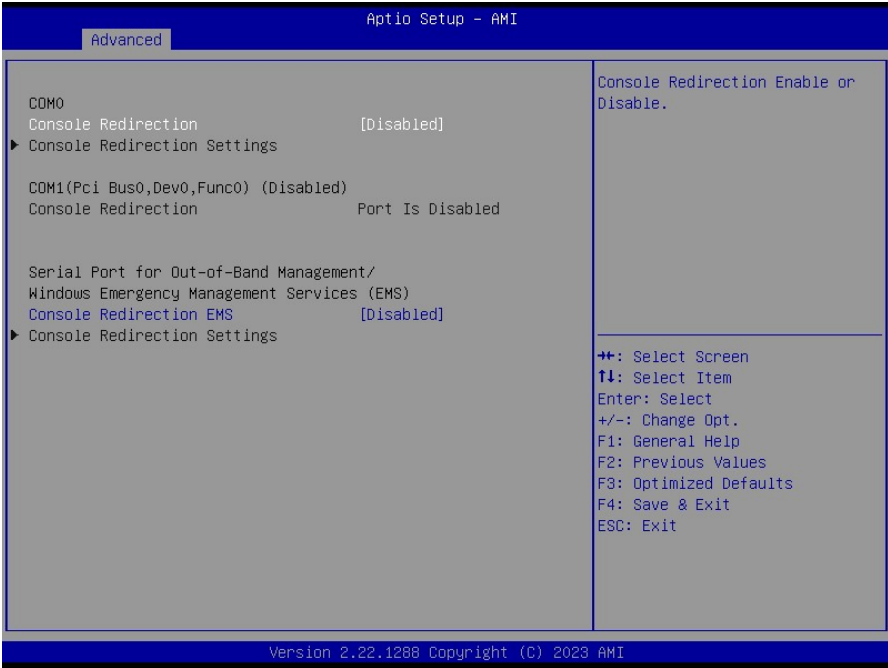 Aptio Setup – AMI
Advanced
COM0
Console Redirection [Disabled]
Console Redirection Settings
COM1(Pci Bus0,Dev0,Func0) (Disabled)
Console Redirection Port Is Disabled
Serial Port for Out-of-Band Management/
Windows Emergency Management Services (EMS)
Console Redirection EMS [Disabled]
Console Redirection Settings
Console Redirection Enable or
Disable.
→←: Select Screen
↑↓: Select Item
Enter: Select
+/-: Change Opt.
F1: General Help
F2: Previous Values
F3: Optimized Defaults
F4: Save & Exit
ESC: Exit
Version 2.22.1288 Copyright (C) 2023 AMI